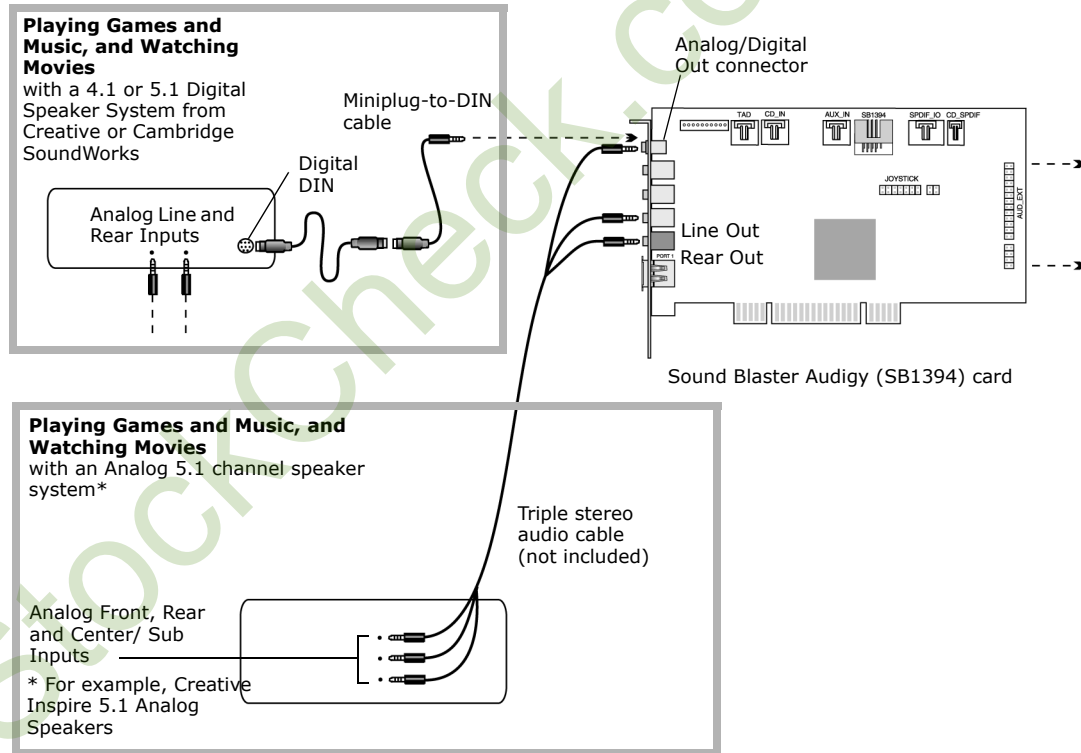 Playing Games and
Music, and Watching
Movies
with a 4.1 or 5.1 Digital
Speaker System from
Creative or Cambridge
SoundWorks
Miniplug-to-DIN
cable
Digital
DIN
Analog Line and
Rear Inputs
Analog/Digital
Out connector
TAD
CD_IN
AUX_IN
SB1394
SPDIF_IO
CD_SPDIF
JOYSTICK
AUD_EXT
Line Out
Rear Out
PORT 1
Sound Blaster Audigy (SB1394) card
Playing Games and Music, and
Watching Movies
with an Analog 5.1 channel speaker
system*
Triple stereo
audio cable
(not included)
Analog Front, Rear
and Center/ Sub
Inputs
* For example, Creative
Inspire 5.1 Analog
Speakers
StockCheck.com